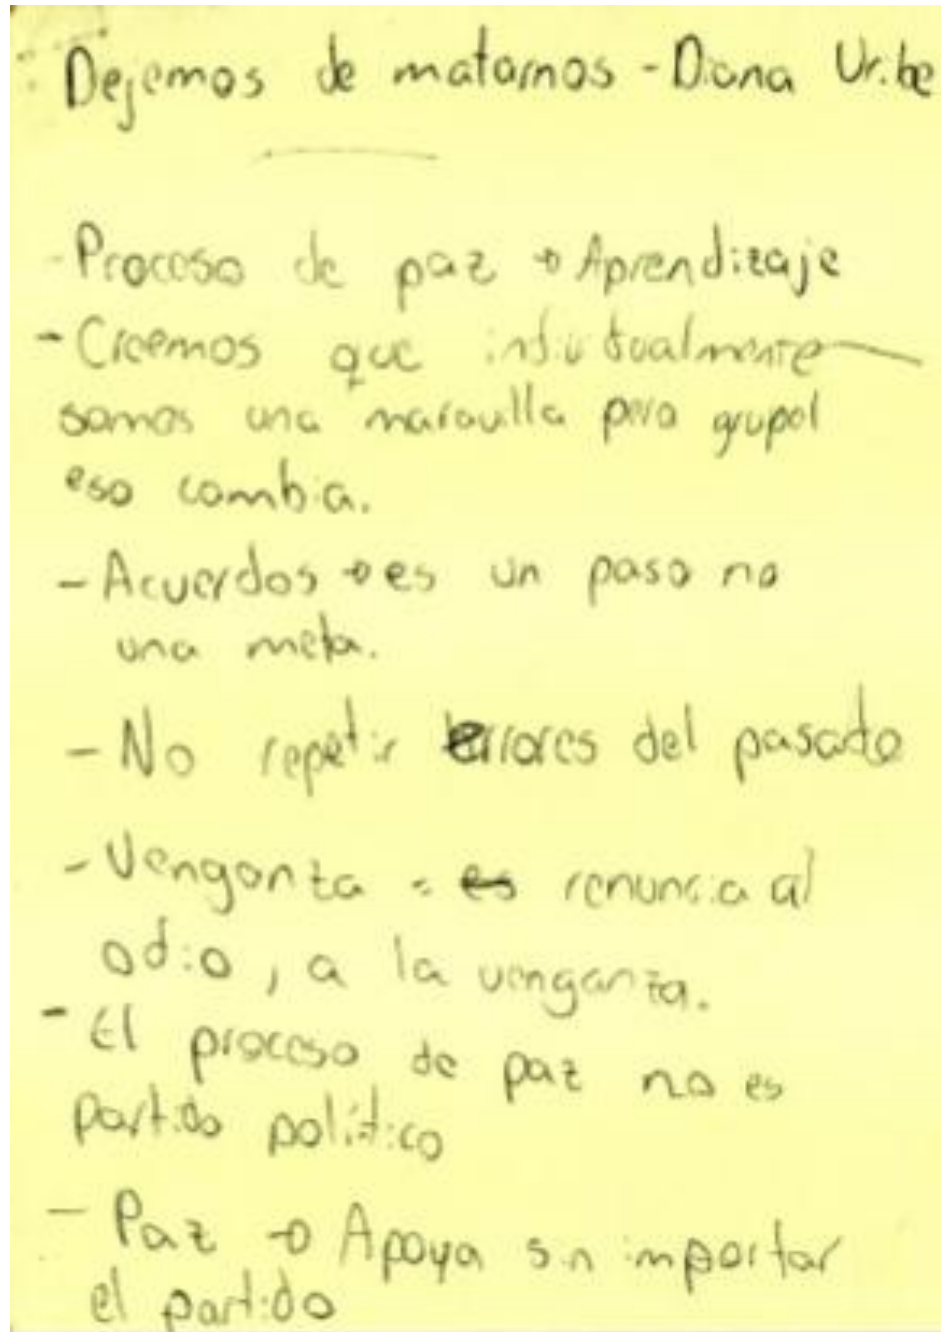 Dejemos de matarnos - Diana Uribe
- Proceso de paz → Aprendizaje
- Creemos que individualmente
somos una maravilla pero grupal
eso cambia.
- Acuerdos → es un paso no
una meta.
- No repetir errores del pasado
- Venganza = es renuncia al
odio, a la venganza.
- El proceso de paz no es
partido político
- Paz → Apoya sin importar
el partido